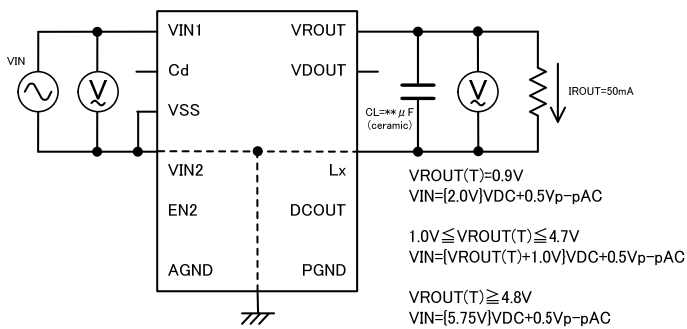 VIN1 VROUT
VIN
V
Cd VDOUT
V
VSS
CL=**μF
(ceramic)
IROUT=50mA
VIN2 Lx
EN2 DCOUT
AGND PGND
VROUT(T)=0.9V
VIN={2.0V}VDC+0.5Vp-pAC
1.0V≦VROUT(T)≦4.7V
VIN={VROUT(T)+1.0V}VDC+0.5Vp-pAC
VROUT(T)≧4.8V
VIN={5.75V}VDC+0.5Vp-pAC